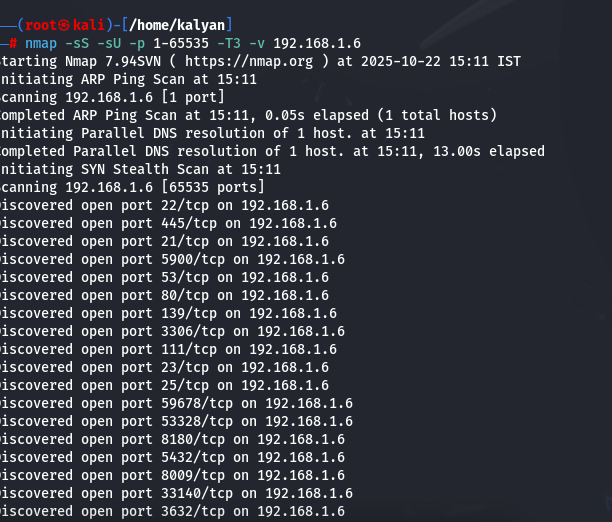 ──(root㉿kali)-[/home/kalyan]
─# nmap -sS -sU -p 1-65535 -T3 -v 192.168.1.6
Starting Nmap 7.94SVN ( https://nmap.org ) at 2025-10-22 15:11 IST
nitiating ARP Ping Scan at 15:11
canning 192.168.1.6 [1 port]
ompleted ARP Ping Scan at 15:11, 0.05s elapsed (1 total hosts)
nitiating Parallel DNS resolution of 1 host. at 15:11
ompleted Parallel DNS resolution of 1 host. at 15:11, 13.00s elapsed
nitiating SYN Stealth Scan at 15:11
canning 192.168.1.6 [65535 ports]
iscovered open port 22/tcp on 192.168.1.6
iscovered open port 445/tcp on 192.168.1.6
iscovered open port 21/tcp on 192.168.1.6
iscovered open port 5900/tcp on 192.168.1.6
iscovered open port 53/tcp on 192.168.1.6
iscovered open port 80/tcp on 192.168.1.6
iscovered open port 139/tcp on 192.168.1.6
iscovered open port 3306/tcp on 192.168.1.6
iscovered open port 111/tcp on 192.168.1.6
iscovered open port 23/tcp on 192.168.1.6
iscovered open port 25/tcp on 192.168.1.6
iscovered open port 59678/tcp on 192.168.1.6
iscovered open port 53328/tcp on 192.168.1.6
iscovered open port 8180/tcp on 192.168.1.6
iscovered open port 5432/tcp on 192.168.1.6
iscovered open port 8009/tcp on 192.168.1.6
iscovered open port 33140/tcp on 192.168.1.6
iscovered open port 3632/tcp on 192.168.1.6